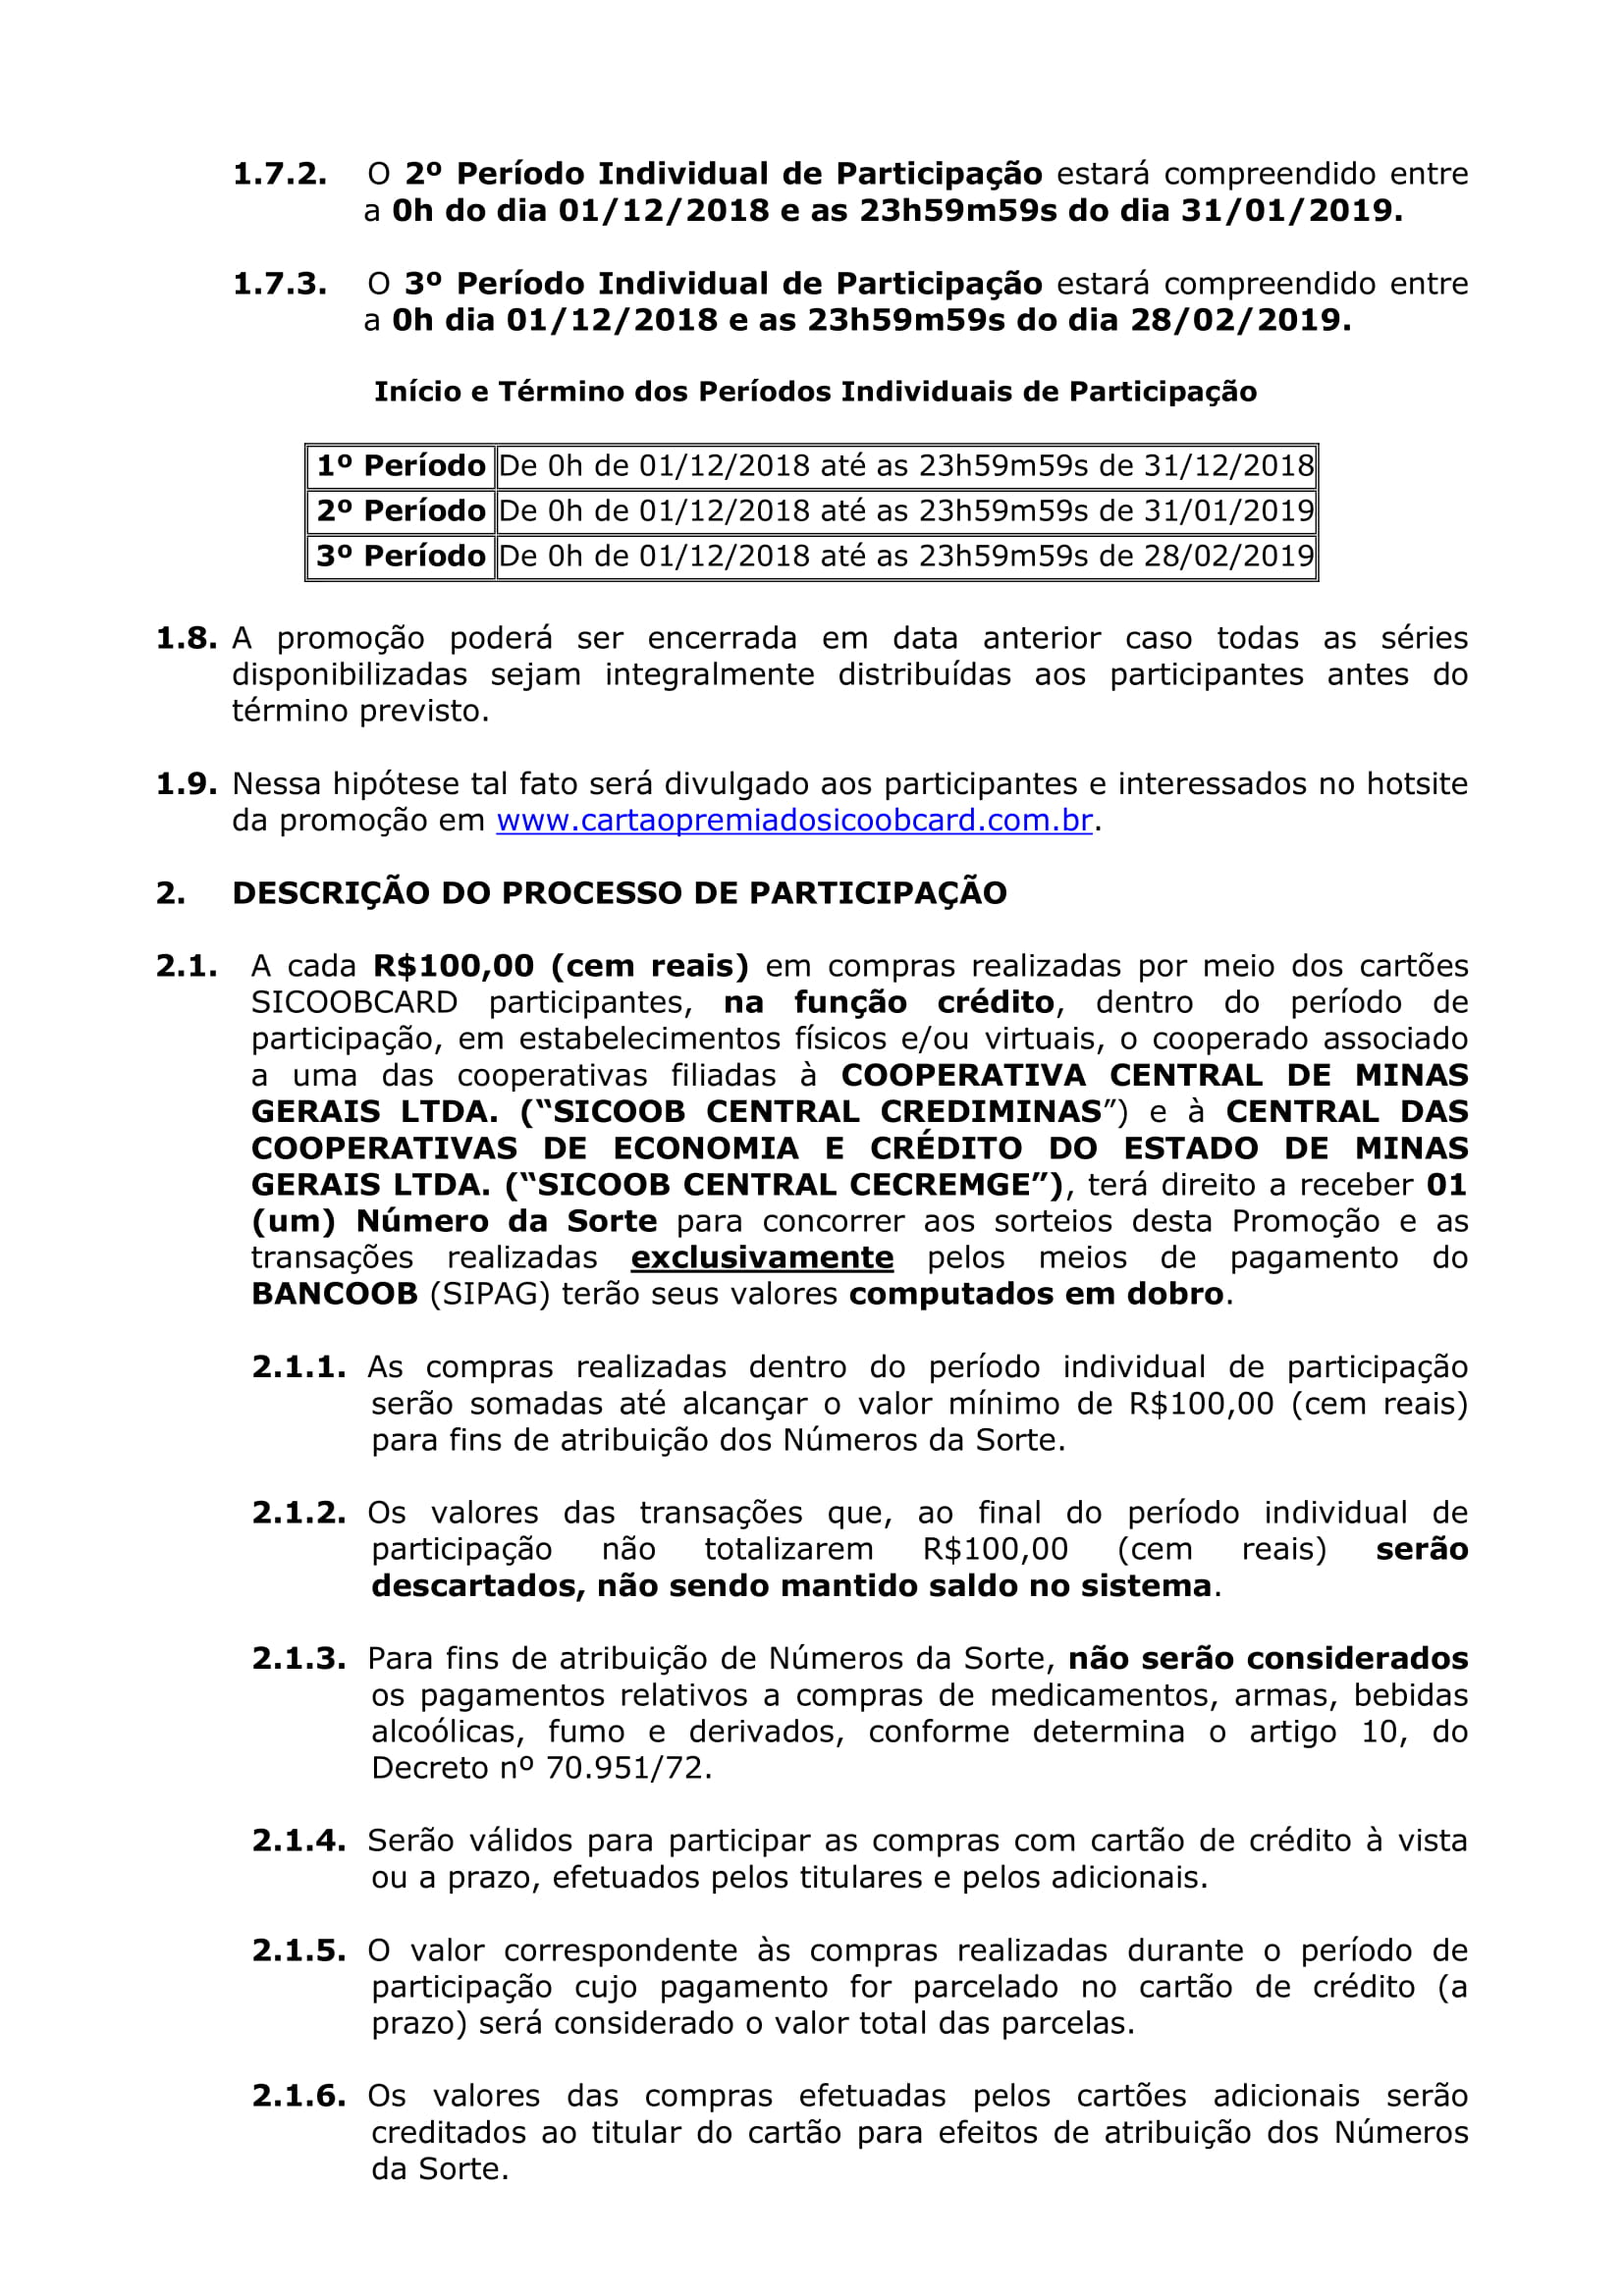 1.7.2. O 2º Período Individual de Participação estará compreendido entre
a 0h do dia 01/12/2018 e as 23h59m59s do dia 31/01/2019.
1.7.3. O 3º Período Individual de Participação estará compreendido entre
a 0h dia 01/12/2018 e as 23h59m59s do dia 28/02/2019.
Início e Término dos Períodos Individuais de Participação
1º Período De 0h de 01/12/2018 até as 23h59m59s de 31/12/2018
2º Período De 0h de 01/12/2018 até as 23h59m59s de 31/01/2019
3º Período De 0h de 01/12/2018 até as 23h59m59s de 28/02/2019
1.8. A promoção poderá ser encerrada em data anterior caso todas as séries
disponibilizadas sejam integralmente distribuídas aos participantes antes do
término previsto.
1.9. Nessa hipótese tal fato será divulgado aos participantes e interessados no hotsite
da promoção em www.cartaopremiadosicoobcard.com.br.
2. DESCRIÇÃO DO PROCESSO DE PARTICIPAÇÃO
2.1. A cada R$100,00 (cem reais) em compras realizadas por meio dos cartões
SICOOBCARD participantes, na função crédito, dentro do período de
participação, em estabelecimentos físicos e/ou virtuais, o cooperado associado
a uma das cooperativas filiadas à COOPERATIVA CENTRAL DE MINAS
GERAIS LTDA. (“SICOOB CENTRAL CREDIMINAS”) e à CENTRAL DAS
COOPERATIVAS DE ECONOMIA E CRÉDITO DO ESTADO DE MINAS
GERAIS LTDA. (“SICOOB CENTRAL CECREMGE”), terá direito a receber 01
(um) Número da Sorte para concorrer aos sorteios desta Promoção e as
transações realizadas exclusivamente pelos meios de pagamento do
BANCOOB (SIPAG) terão seus valores computados em dobro.
2.1.1. As compras realizadas dentro do período individual de participação
serão somadas até alcançar o valor mínimo de R$100,00 (cem reais)
para fins de atribuição dos Números da Sorte.
2.1.2. Os valores das transações que, ao final do período individual de
participação não totalizarem R$100,00 (cem reais) serão
descartados, não sendo mantido saldo no sistema.
2.1.3. Para fins de atribuição de Números da Sorte, não serão considerados
os pagamentos relativos a compras de medicamentos, armas, bebidas
alcoólicas, fumo e derivados, conforme determina o artigo 10, do
Decreto nº 70.951/72.
2.1.4. Serão válidos para participar as compras com cartão de crédito à vista
ou a prazo, efetuados pelos titulares e pelos adicionais.
2.1.5. O valor correspondente às compras realizadas durante o período de
participação cujo pagamento for parcelado no cartão de crédito (a
prazo) será considerado o valor total das parcelas.
2.1.6. Os valores das compras efetuadas pelos cartões adicionais serão
creditados ao titular do cartão para efeitos de atribuição dos Números
da Sorte.